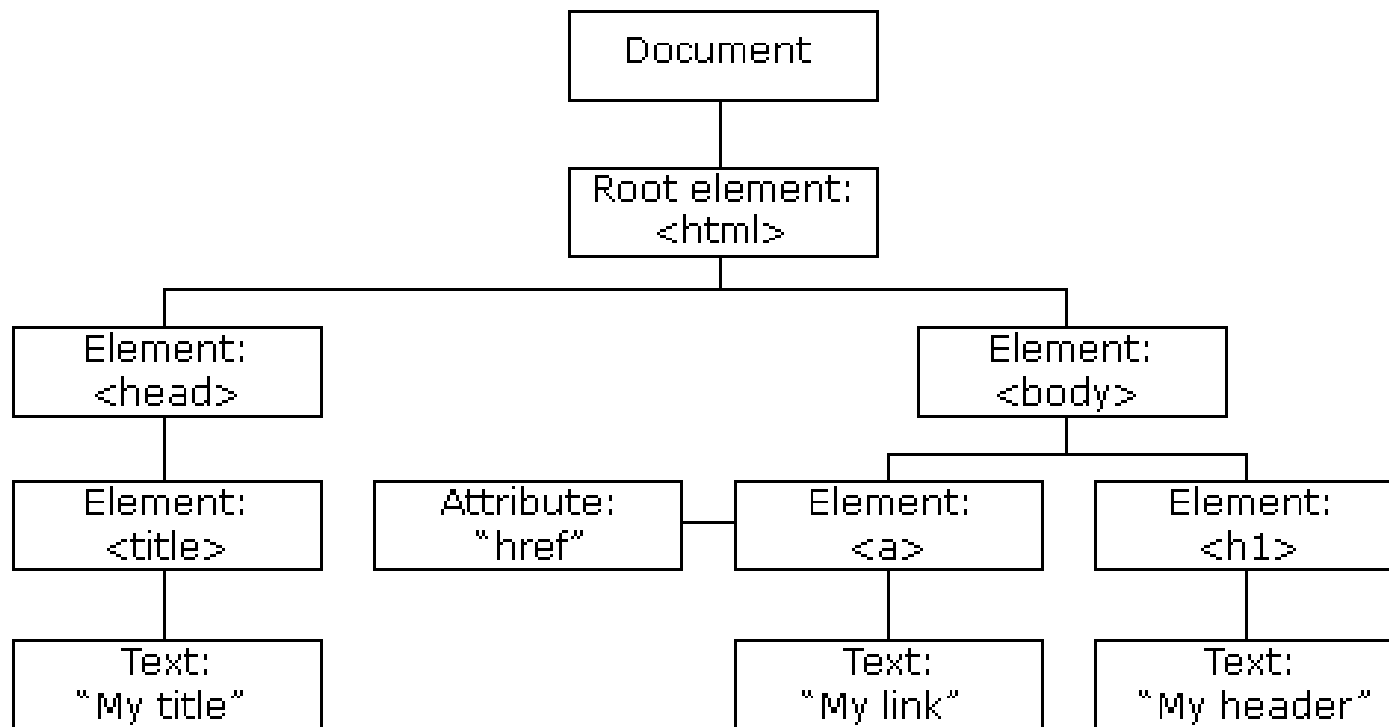 Document
Root element:
<html>
Element:
<head>
Element:
<body>
Element:
<title>
Attribute:
“href”
Element:
<a>
Element:
<h1>
Text:
“My title”
Text:
“My link”
Text:
“My header”